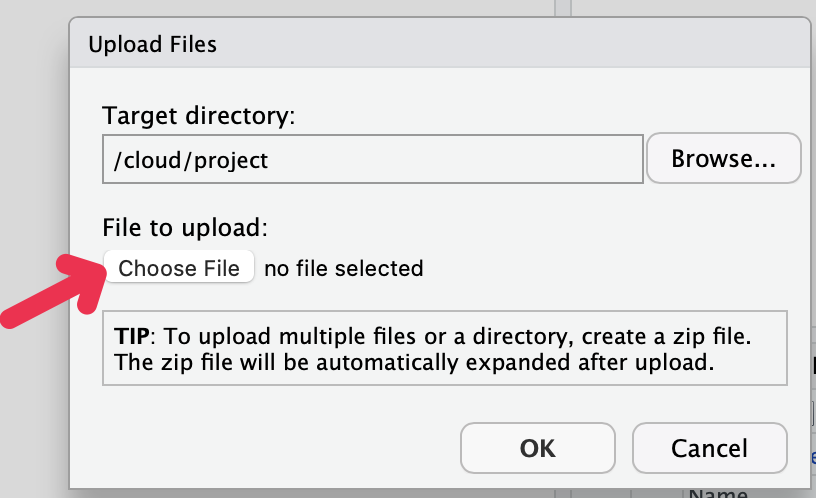 Upload Files
Target directory:
/cloud/project
Browse...
File to upload:
Choose File no file selected
TIP: To upload multiple files or a directory, create a zip file.
The zip file will be automatically expanded after upload.
OK Cancel
Name